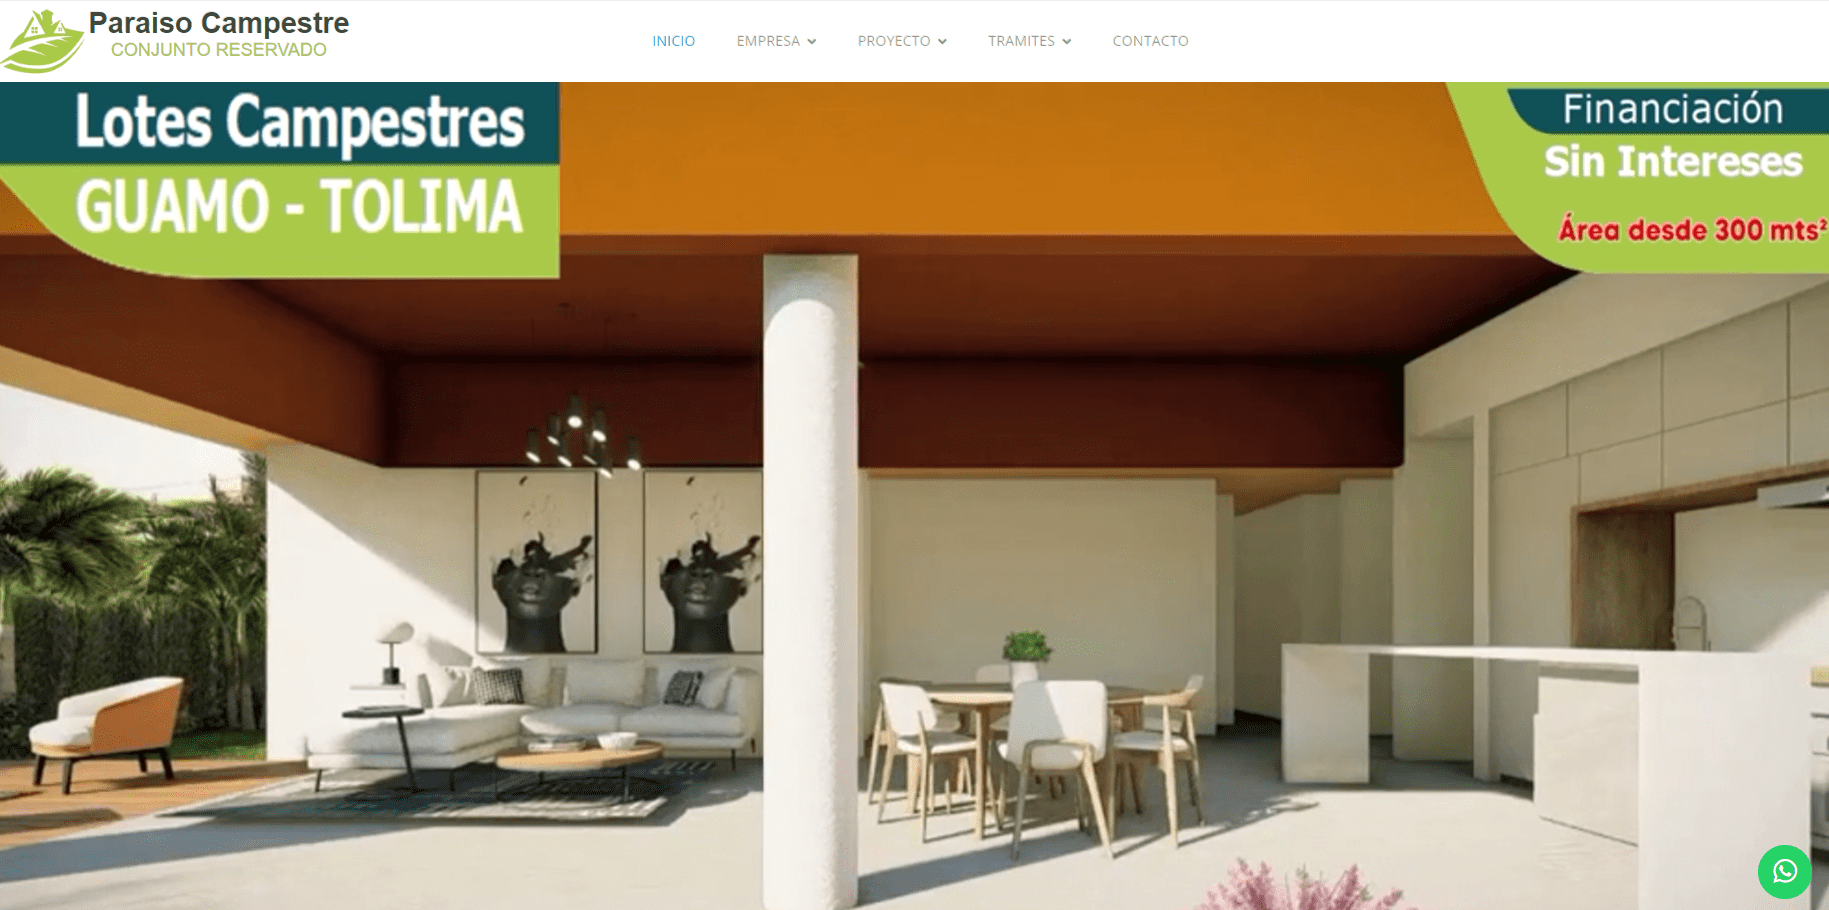 Paraiso Campestre
CONJUNTO RESERVADO
INICIO
EMPRESA
PROYECTO
TRAMITES
CONTACTO
Lotes Campestres
GUAMO - TOLIMA
Financiación
Sin Intereses
Área desde 300 mts²